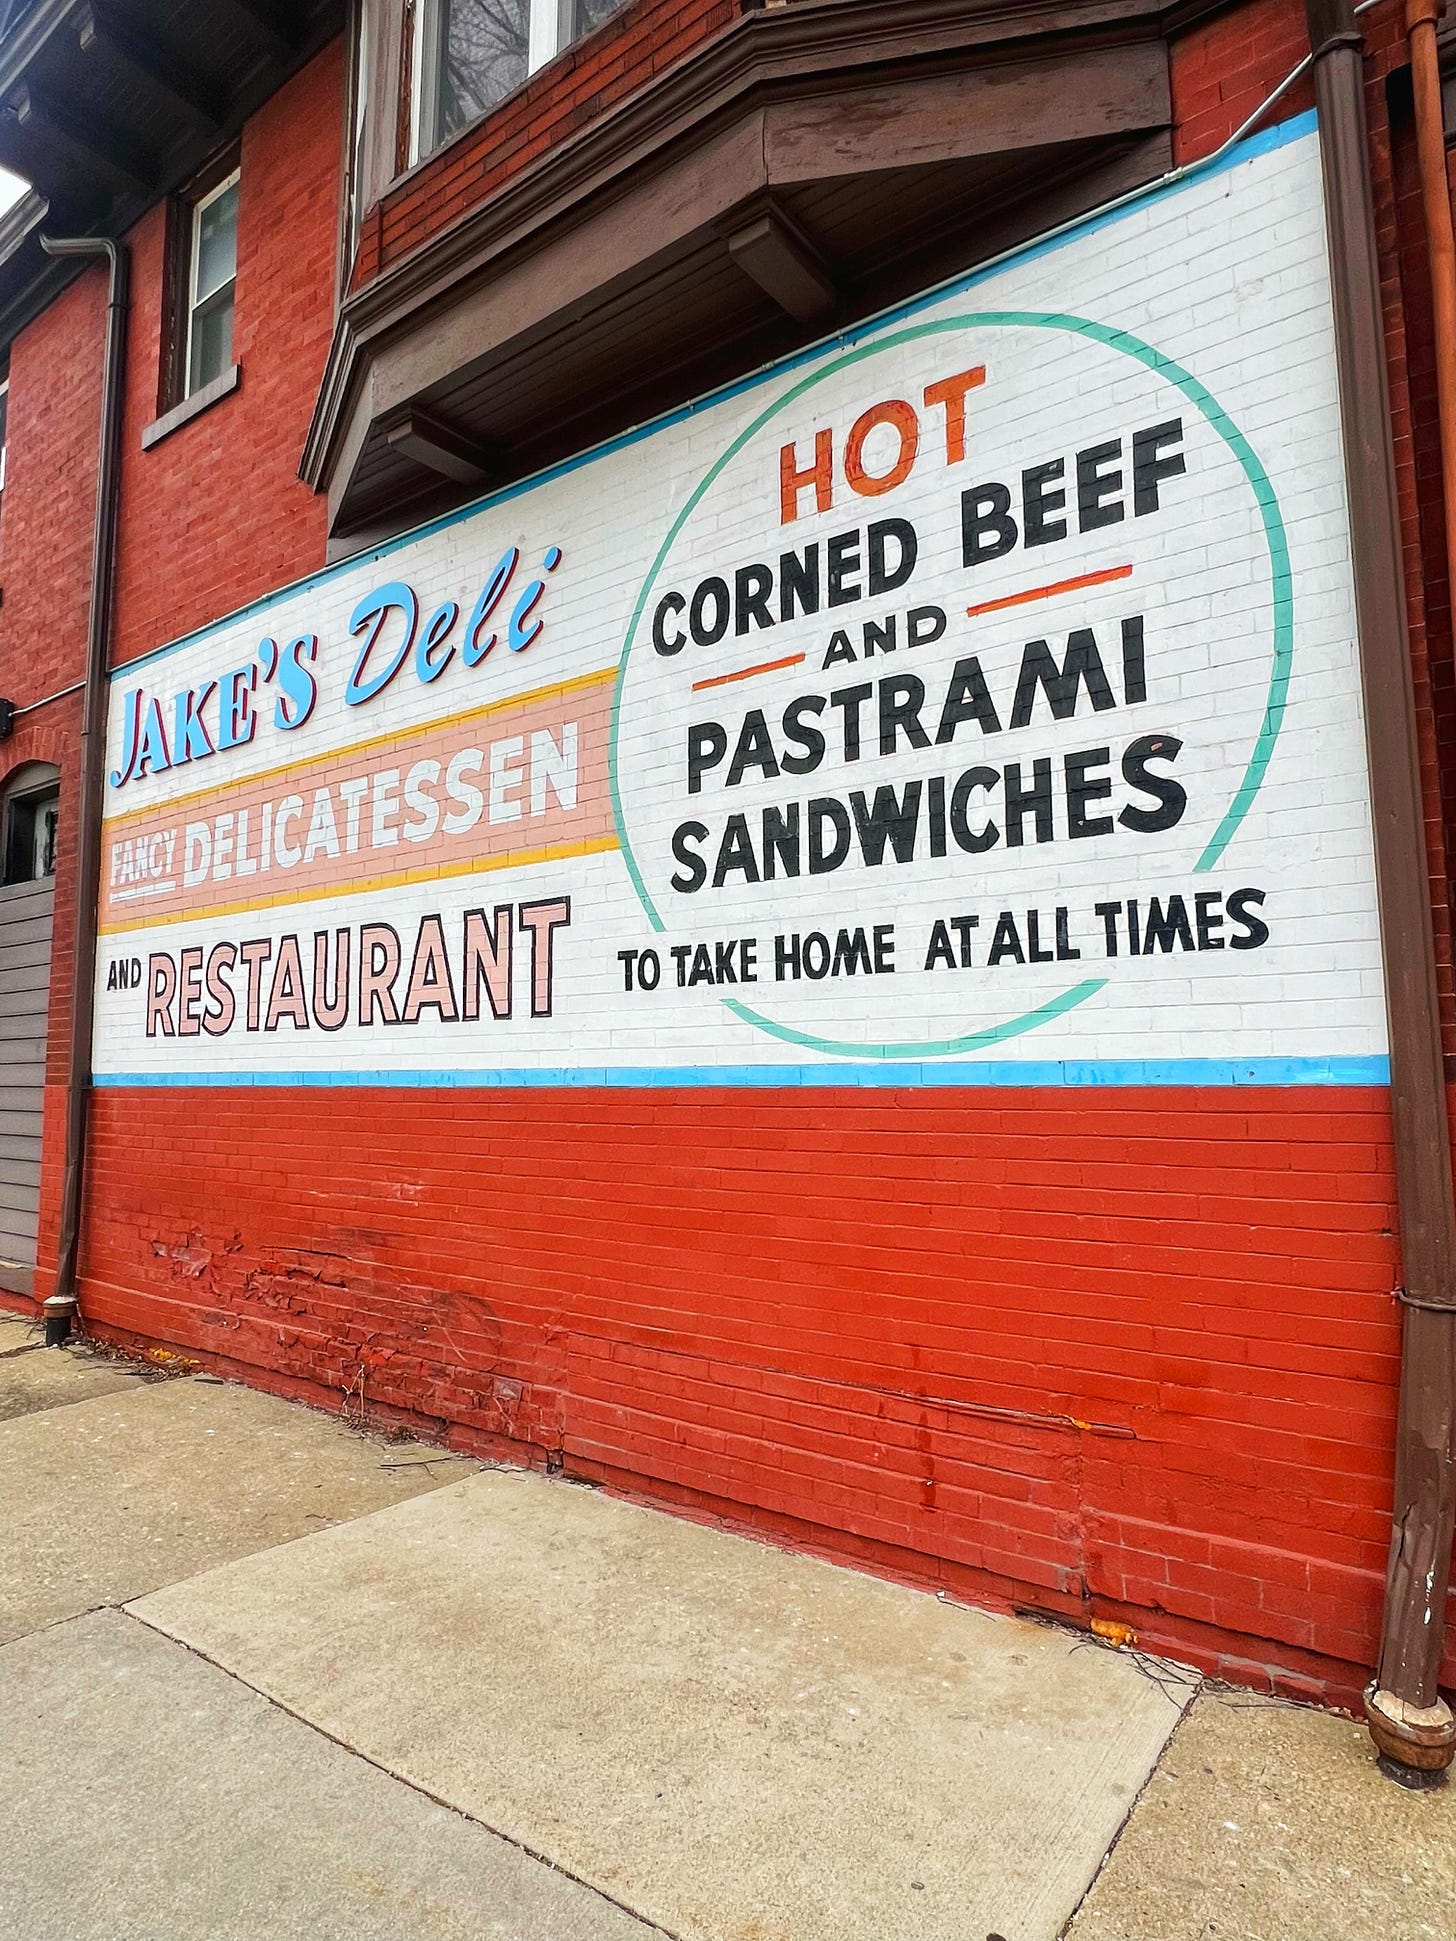 JAKE'S Deli
FANCY DELICATESSEN
AND RESTAURANT
HOT
CORNED BEEF
AND
PASTRAMI
SANDWICHES
TO TAKE HOME AT ALL TIMES